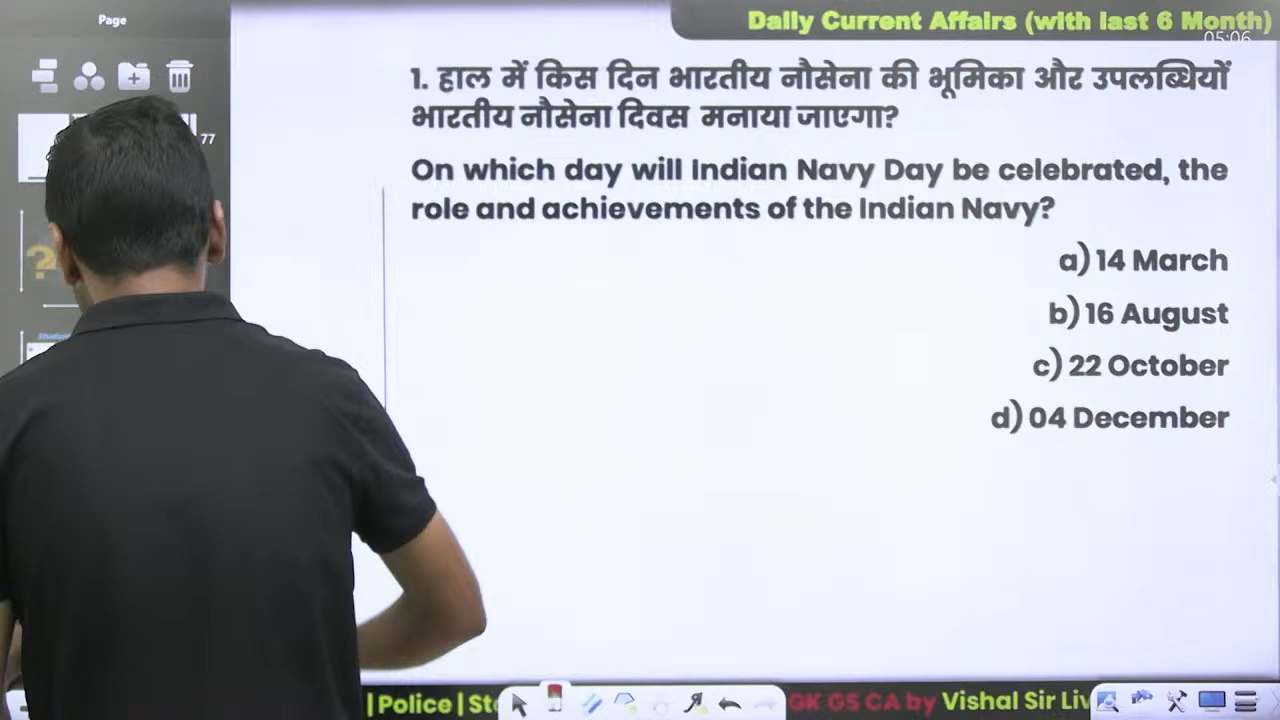 Page
Daily Current Affairs (with last 6 Month)
05:06
77
1. हाल में किस दिन भारतीय नौसेना की भूमिका और उपलब्धियों
भारतीय नौसेना दिवस मनाया जाएगा?
On which day will Indian Navy Day be celebrated, the
role and achievements of the Indian Navy?
a) 14 March
b) 16 August
c) 22 October
d) 04 December
| Police |
GK GS CA by Vishal Sir